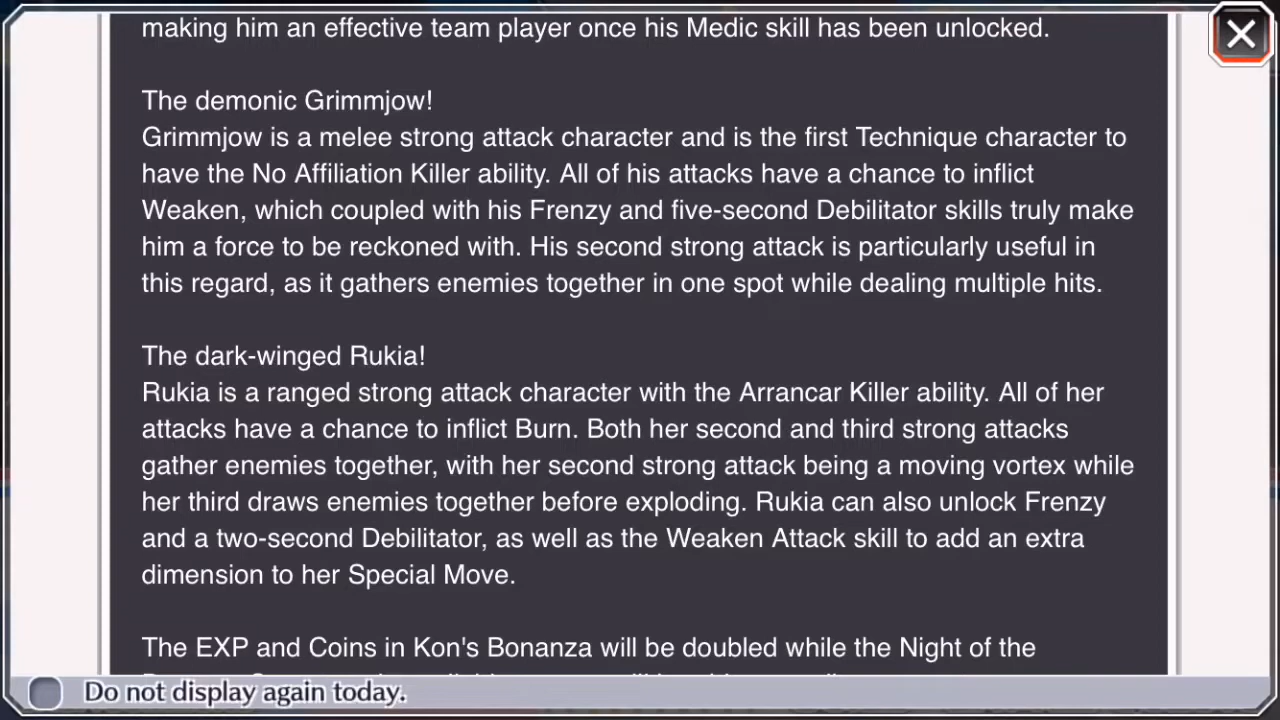 making him an effective team player once his Medic skill has been unlocked.
The demonic Grimmjow!
Grimmjow is a melee strong attack character and is the first Technique character to
have the No Affiliation Killer ability. All of his attacks have a chance to inflict
Weaken, which coupled with his Frenzy and five-second Debilitator skills truly make
him a force to be reckoned with. His second strong attack is particularly useful in
this regard, as it gathers enemies together in one spot while dealing multiple hits.
The dark-winged Rukia!
Rukia is a ranged strong attack character with the Arrancar Killer ability. All of her
attacks have a chance to inflict Burn. Both her second and third strong attacks
gather enemies together, with her second strong attack being a moving vortex while
her third draws enemies together before exploding. Rukia can also unlock Frenzy
and a two-second Debilitator, as well as the Weaken Attack skill to add an extra
dimension to her Special Move.
The EXP and Coins in Kon's Bonanza will be doubled while the Night of the
Do not display again today.